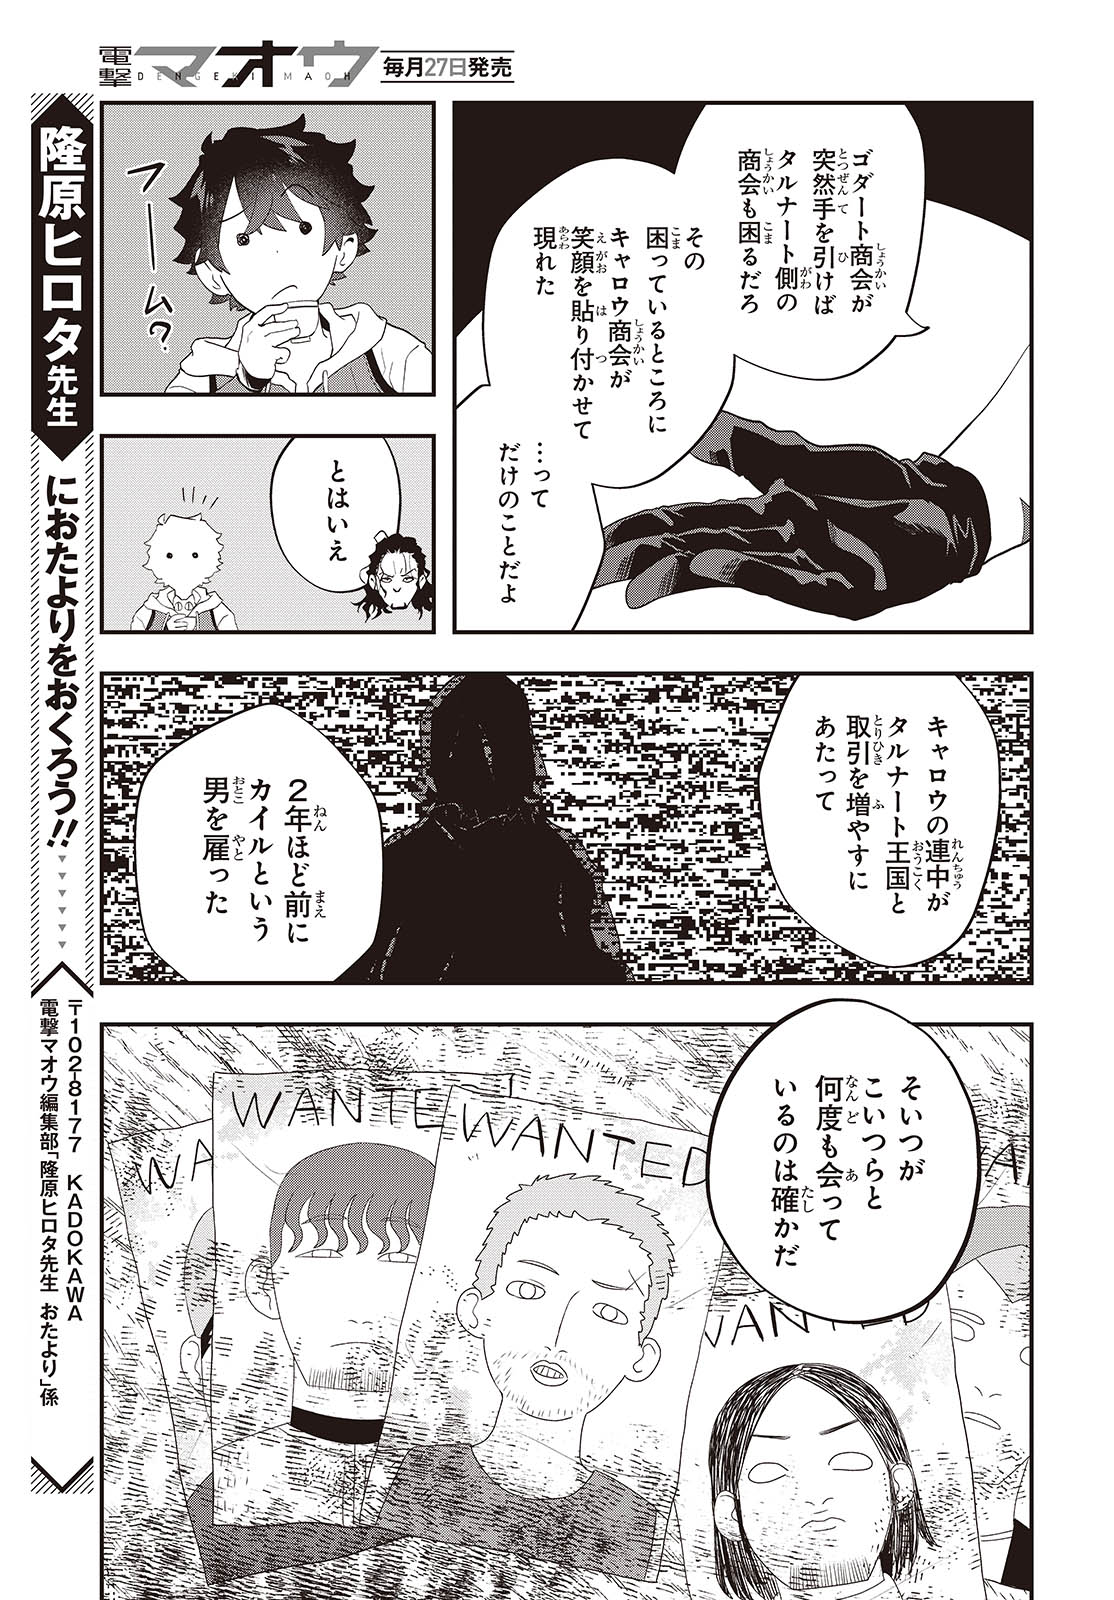 電撃マオウ
DENGEKI MAOH
毎月27日発売
ゴダート商会が
突然手を引けば
タルナート側の
商会も困るだろ
その
困っているところに
キャロウ商会が
笑顔を貼り付かせて
現れた
…って
だけのことだよ
フーーム?
とはいえ
キャロウの連中が
タルナート王国と
取引を増やすに
あたって
2年ほど前に
カイルという
男を雇った
そいつが
こいつらと
何度も会って
いるのは確かだ
WANTE
WANTED
WA
WA
WANTED
隆原ヒロタ先生
におたよりをおくろう!!
〒102-8177 KADOKAWA
電撃マオウ編集部「隆原ヒロタ先生 おたより」係